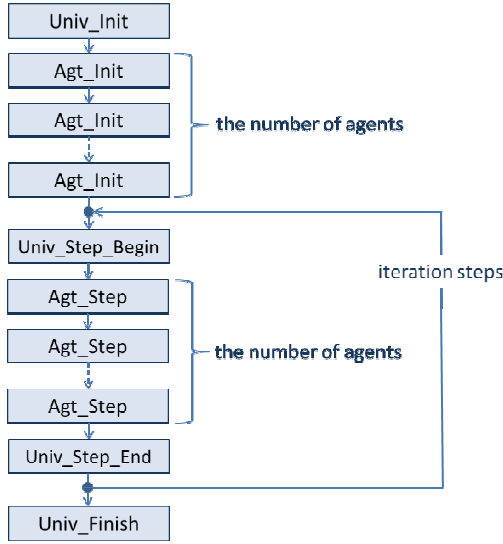 Univ_Init
Agt_Init
Agt_Init
the number of agents
Agt_Init
Univ_Step_Begin
iteration steps
Agt_Step
Agt_Step
the number of agents
Agt_Step
Univ_Step_End
Univ_Finish